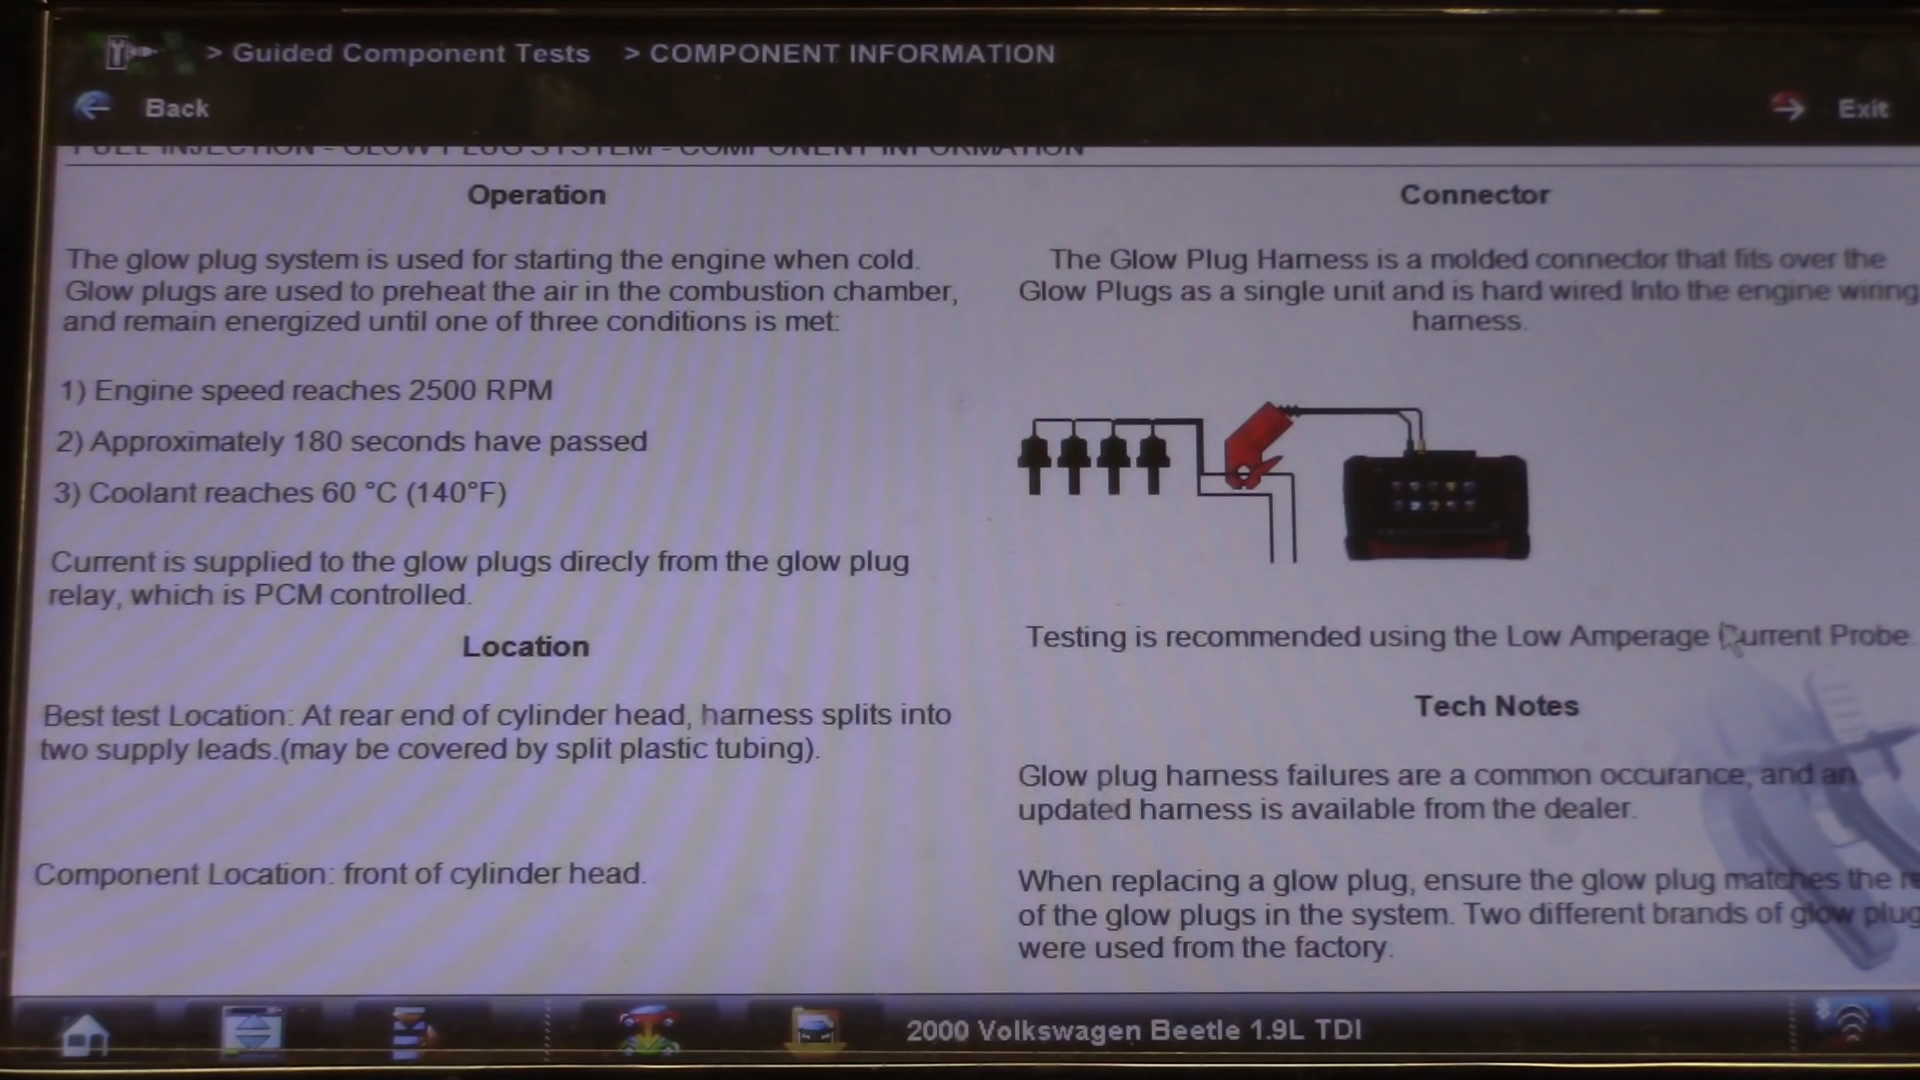 > Guided Component Tests > COMPONENT INFORMATION
Back
Exit
FUEL INJECTION - GLOW PLUG SYSTEM - COMPONENT INFORMATION
Operation
The glow plug system is used for starting the engine when cold.
Glow plugs are used to preheat the air in the combustion chamber,
and remain energized until one of three conditions is met:
1) Engine speed reaches 2500 RPM
2) Approximately 180 seconds have passed
3) Coolant reaches 60 °C (140°F)
Current is supplied to the glow plugs direcly from the glow plug
relay, which is PCM controlled.
Location
Best test Location: At rear end of cylinder head, harness splits into
two supply leads.(may be covered by split plastic tubing).
Component Location: front of cylinder head.
Connector
The Glow Plug Harness is a molded connector that fits over the
Glow Plugs as a single unit and is hard wired Into the engine wiring
harness.
Testing is recommended using the Low Amperage Current Probe.
Tech Notes
Glow plug harness failures are a common occurance, and an
updated harness is available from the dealer.
When replacing a glow plug, ensure the glow plug matches the
of the glow plugs in the system. Two different brands of glow plug
were used from the factory.
2000 Volkswagen Beetle 1.9L TDI